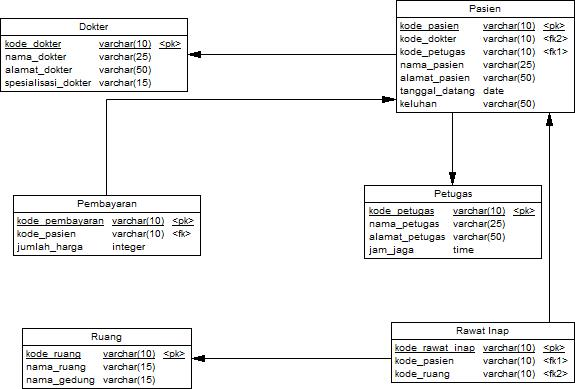 Dokter
kode_dokter varchar(10) <pk>
nama_dokter varchar(25)
alamat_dokter varchar(50)
spesialisasi_dokter varchar(15)
Pasien
kode_pasien varchar(10) <pk>
kode_dokter varchar(10) <fk2>
kode_petugas varchar(10) <fk1>
nama_pasien varchar(25)
alamat_pasien varchar(50)
tanggal_datang date
keluhan varchar(50)
Pembayaran
kode_pembayaran varchar(10) <pk>
kode_pasien varchar(10) <fk>
jumlah_harga integer
Petugas
kode_petugas varchar(10) <pk>
nama_petugas varchar(25)
alamat_petugas varchar(50)
jam_jaga time
Ruang
kode_ruang varchar(10) <pk>
nama_ruang varchar(15)
nama_gedung varchar(15)
Rawat Inap
kode_rawat_inap varchar(10) <pk>
kode_pasien varchar(10) <fk1>
kode_ruang varchar(10) <fk2>